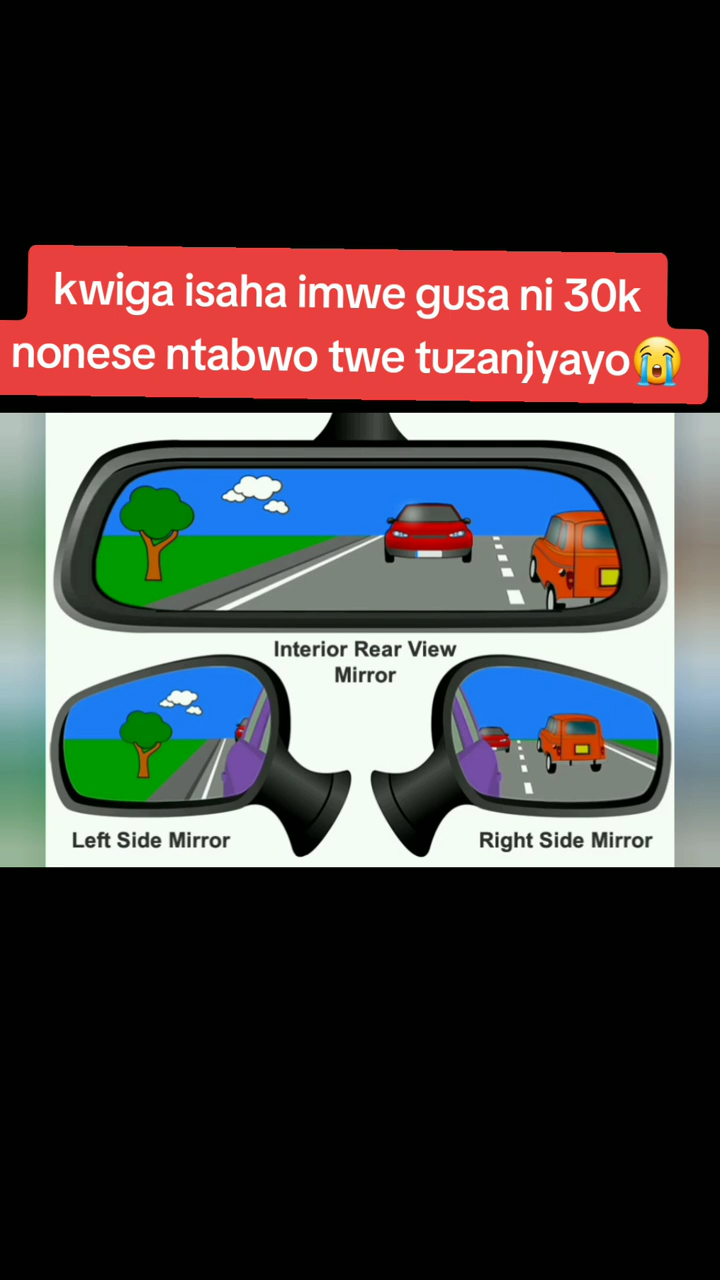 kwiga isaha imwe gusa ni 30k
nonese ntabwo twe tuzanjyayo😭
Interior Rear View
Mirror
Left Side Mirror
Right Side Mirror